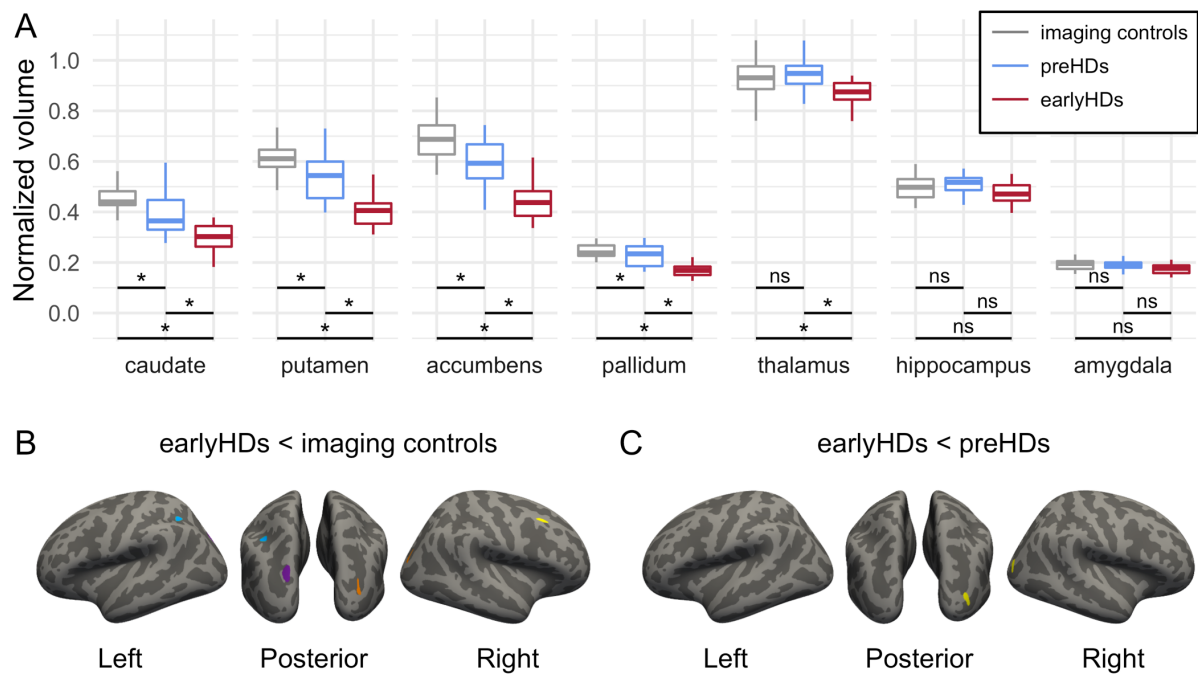 A
imaging controls
preHDs
earlyHDs
Normalized volume
1.0
0.8
0.6
0.4
0.2
0.0
* * * * ns ns ns
* * * * * ns ns
* * * * * ns ns
caudate putamen accumbens pallidum thalamus hippocampus amygdala
B earlyHDs < imaging controls
C earlyHDs < preHDs
Left Posterior Right
Left Posterior Right